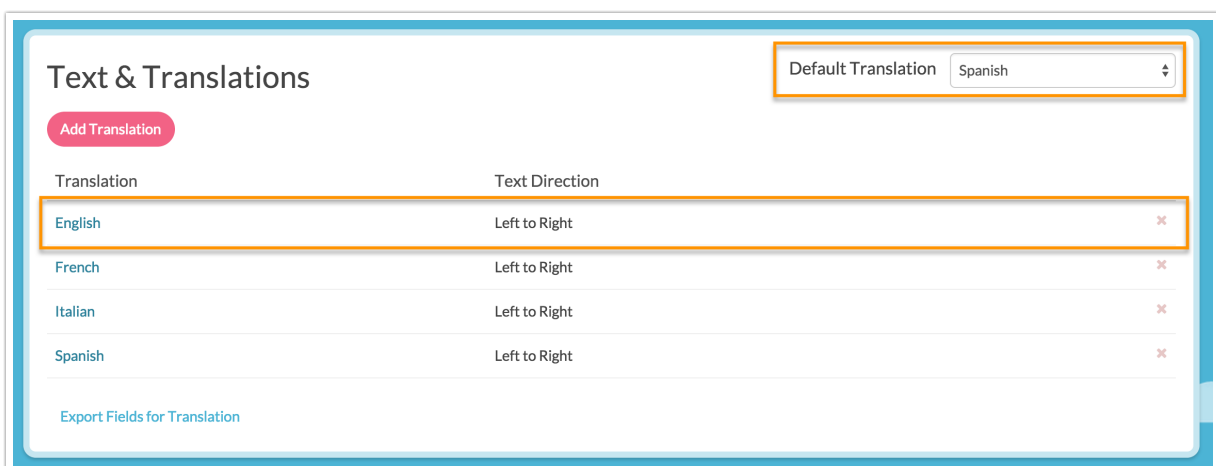 Text & Translations
Default Translation Spanish
Add Translation
Translation Text Direction
English Left to Right
French Left to Right
Italian Left to Right
Spanish Left to Right
Export Fields for Translation